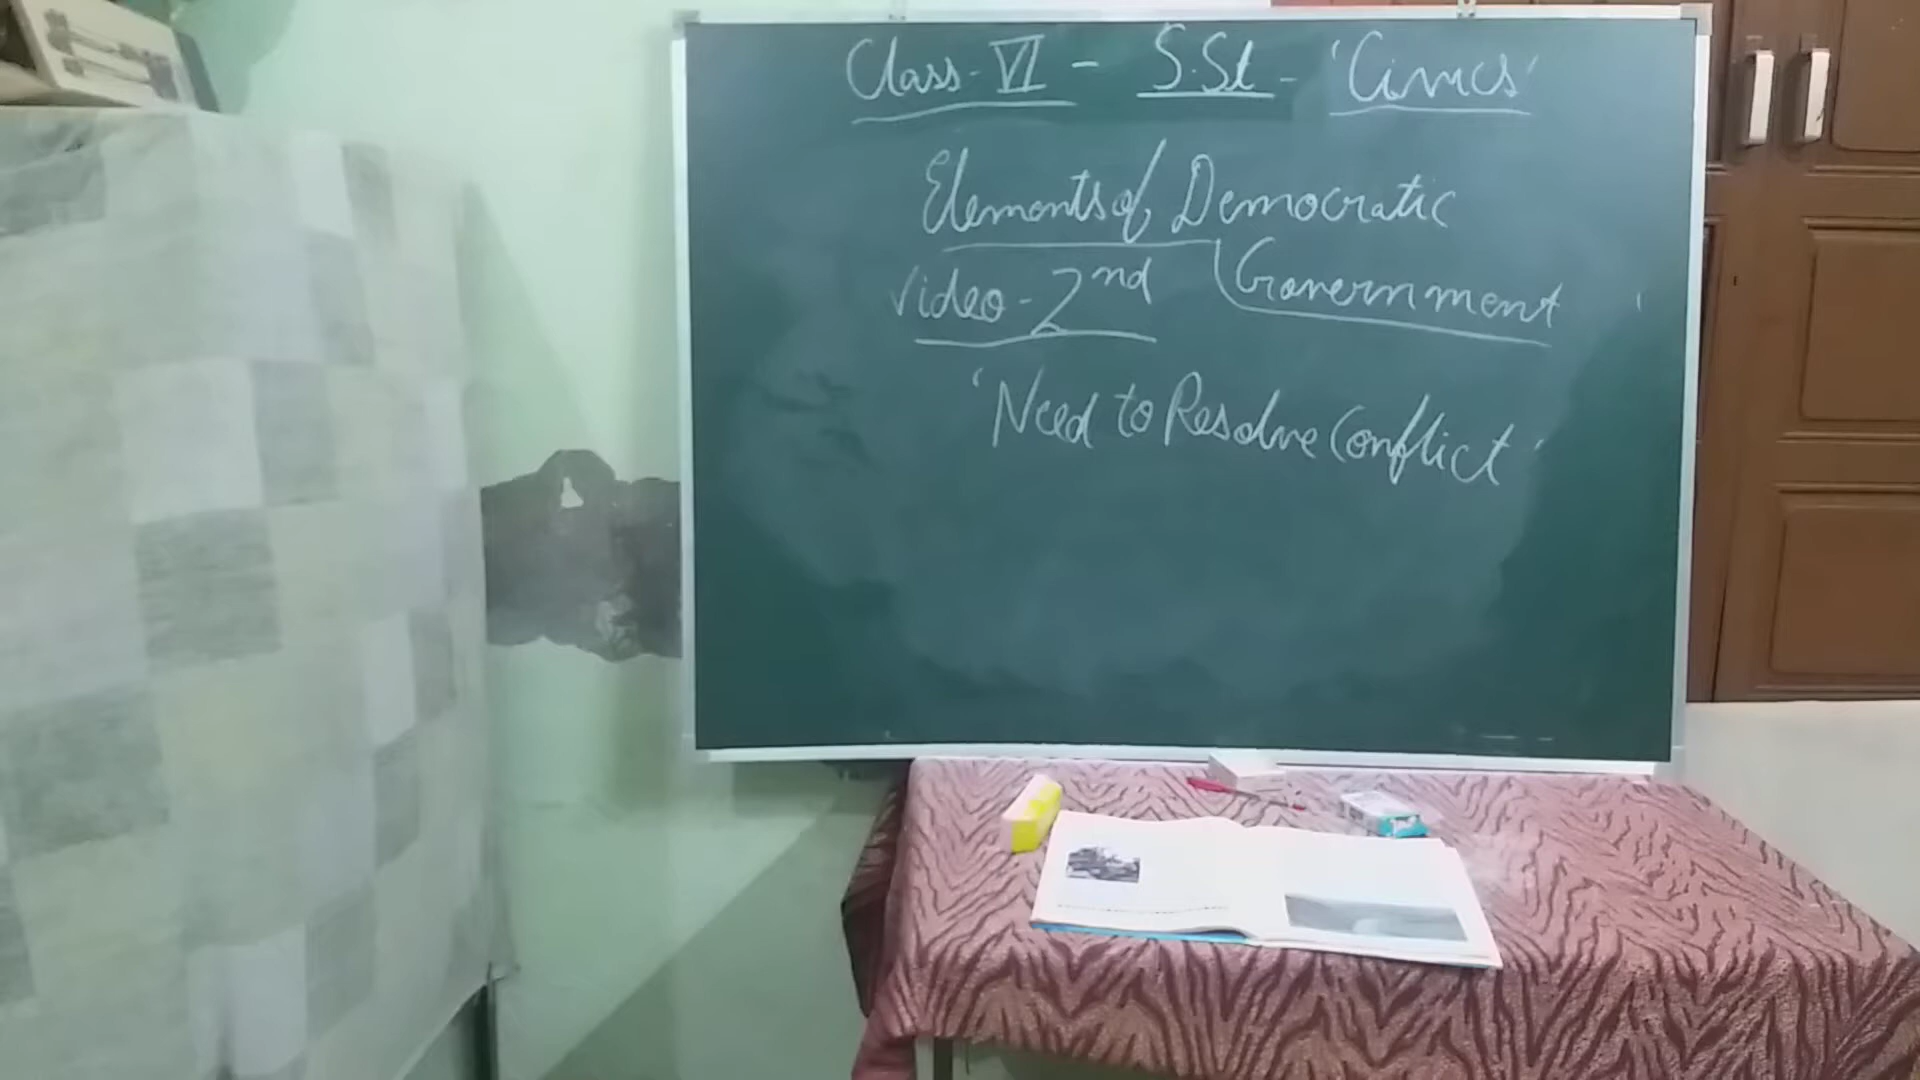 Class-VI - S.St - 'Civics'
Elements of Democratic
Government
Video-2nd
'Need to Resolve Conflict'